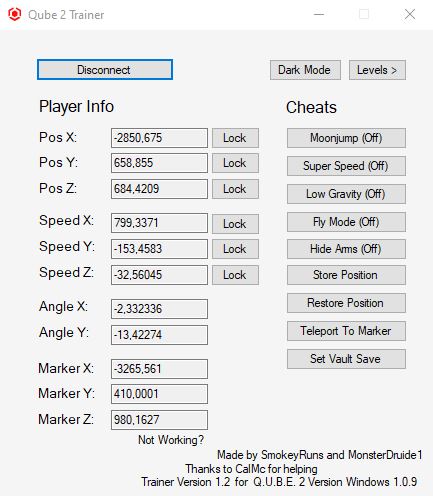 Qube 2 Trainer
Disconnect
Dark Mode
Levels >
Player Info
Cheats
Pos X: -2850,675 Lock
Moonjump (Off)
Pos Y: 658,855 Lock
Super Speed (Off)
Pos Z: 684,4209 Lock
Low Gravity (Off)
Speed X: 799,3371 Lock
Fly Mode (Off)
Speed Y: -153,4583 Lock
Hide Arms (Off)
Speed Z: -32,56045 Lock
Store Position
Angle X: -2,332336
Restore Position
Angle Y: -13,42274
Teleport To Marker
Marker X: -3265,561
Set Vault Save
Marker Y: 410,0001
Marker Z: 980,1627
Not Working?
Made by SmokeyRuns and MonsterDruide1
Thanks to CalMc for helping
Trainer Version 1.2 for Q.U.B.E. 2 Version Windows 1.0.9